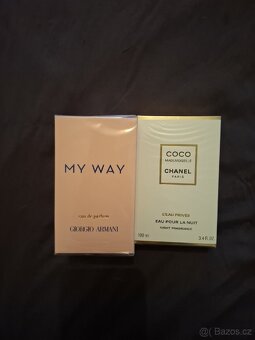 MY WAY
eau de parfum
GIORGIO ARMANI
COCO
MADEMOISELLE
CHANEL
PARIS
L'EAU PRIVÉE
EAU POUR LA NUIT
NIGHT FRAGRANCE
100 ml
3.4 FL. OZ
Bazoš.cz